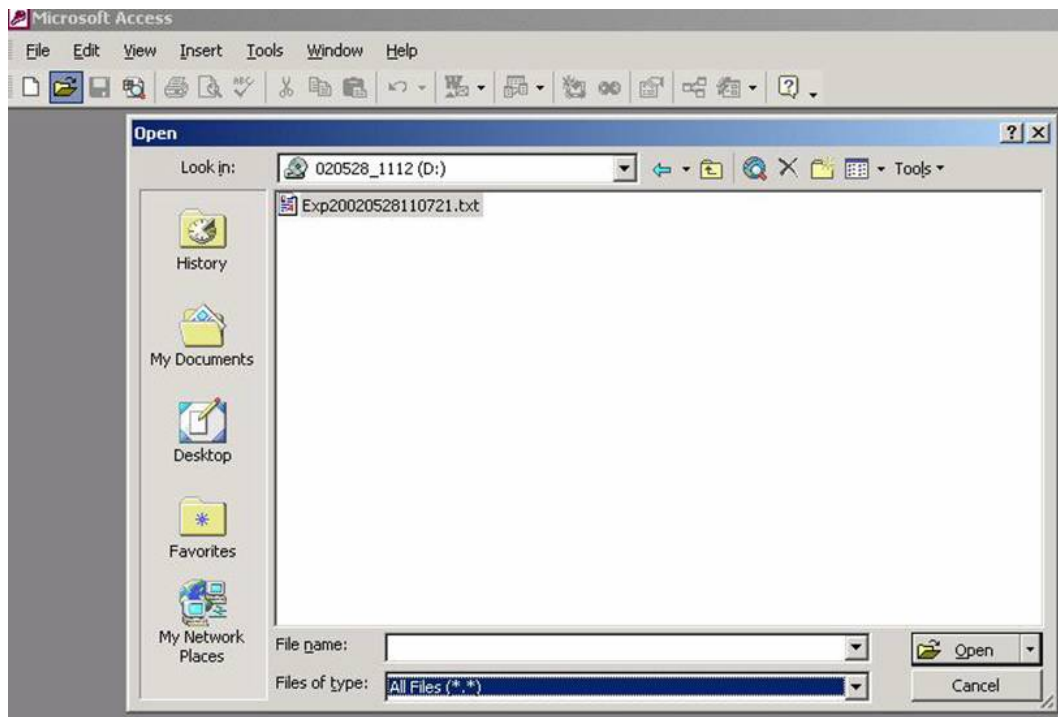 Microsoft Access
File Edit View Insert Tools Window Help
Open
Look in: 020528_1112 (D:) Tools
Exp20020528110721.txt
History
My Documents
Desktop
Favorites
My Network
Places
File name: Open
Files of type: All Files (*.*) Cancel